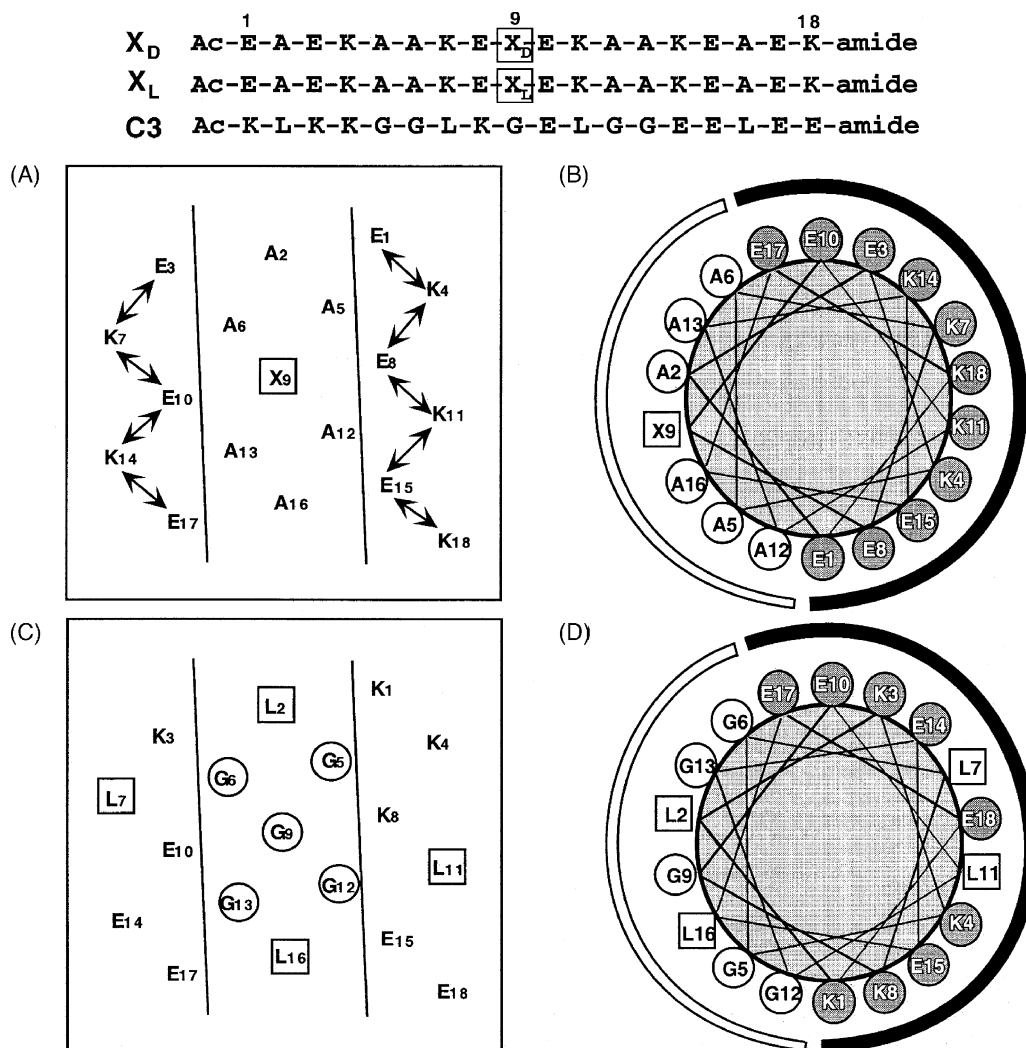 1 9 18
XD Ac-E-A-E-K-A-A-K-E-XD-E-K-A-A-K-E-A-E-K-amide
XL Ac-E-A-E-K-A-A-K-E-XL-E-K-A-A-K-E-A-E-K-amide
C3 Ac-K-L-K-K-G-G-L-K-G-E-L-G-G-E-E-L-E-E-amide
(A)
E1
A2
E3
K4
A5
A6
K7
E8
X9
E10
K11
A12
A13
K14
E15
A16
E17
K18
(B)
E10
E17
E3
A6
K14
A13
K7
A2
K18
X9
K11
A16
K4
A5
E15
A12
E1
E8
(C)
K1
L2
K3
K4
G5
G6
L7
K8
G9
E10
L11
G12
G13
E14
E15
L16
E17
E18
(D)
E10
E17
K3
G6
E14
G13
L7
L2
E18
G9
L11
L16
K4
G5
E15
G12
K1
K8